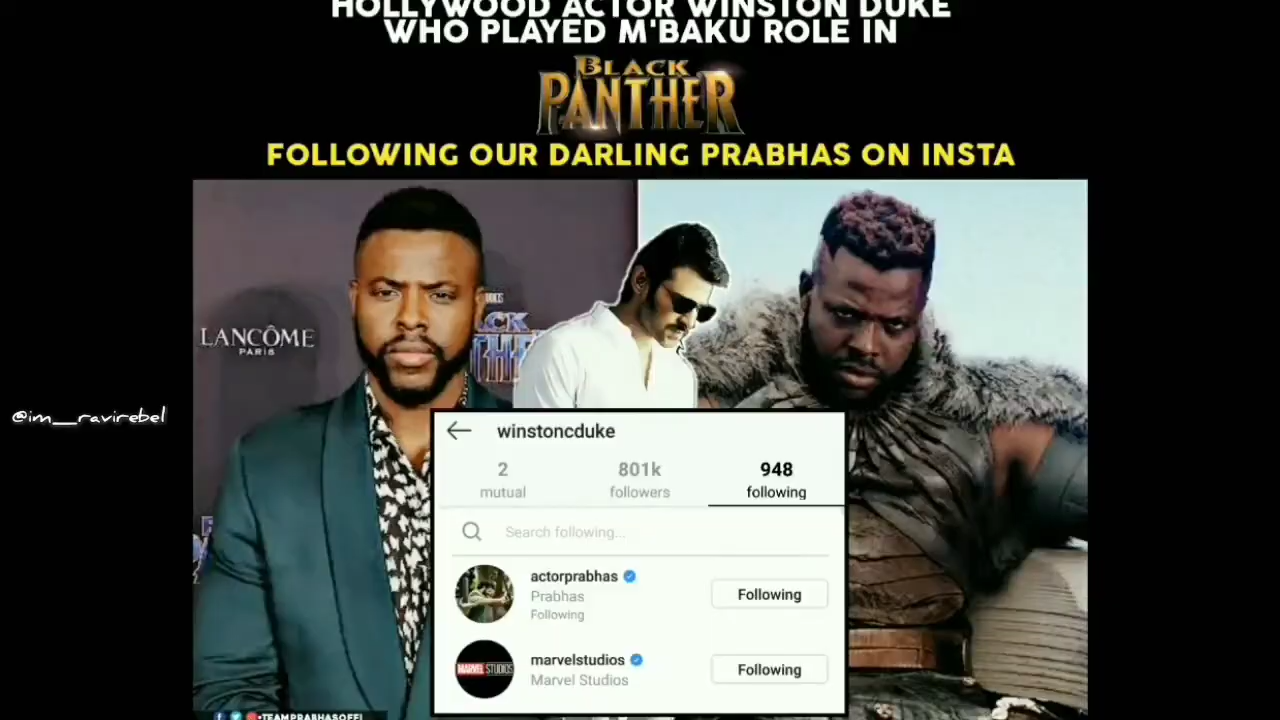 HOLLYWOOD ACTOR WINSTON DUKE
WHO PLAYED M'BAKU ROLE IN
BLACK
PANTHER
FOLLOWING OUR DARLING PRABHAS ON INSTA
LANCÔME
PARIS
@im__ravirebel
winstoncduke
2
mutual
801k
followers
948
following
Search following...
actorprabhas
Prabhas
Following
Following
marvelstudios
Marvel Studios
Following
MARVEL STUDIOS
TEAMPRABHASOFFL